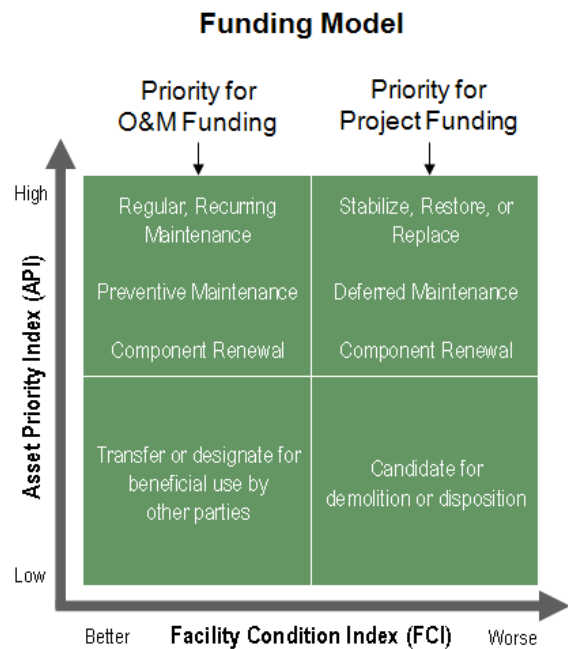 Funding Model
Priority for
O&M Funding
Priority for
Project Funding
High
Asset Priority Index (API)
Low
Regular, Recurring
Maintenance
Preventive Maintenance
Component Renewal
Stabilize, Restore, or
Replace
Deferred Maintenance
Component Renewal
Transfer or designate for
beneficial use by
other parties
Candidate for
demolition or disposition
Better
Facility Condition Index (FCI)
Worse